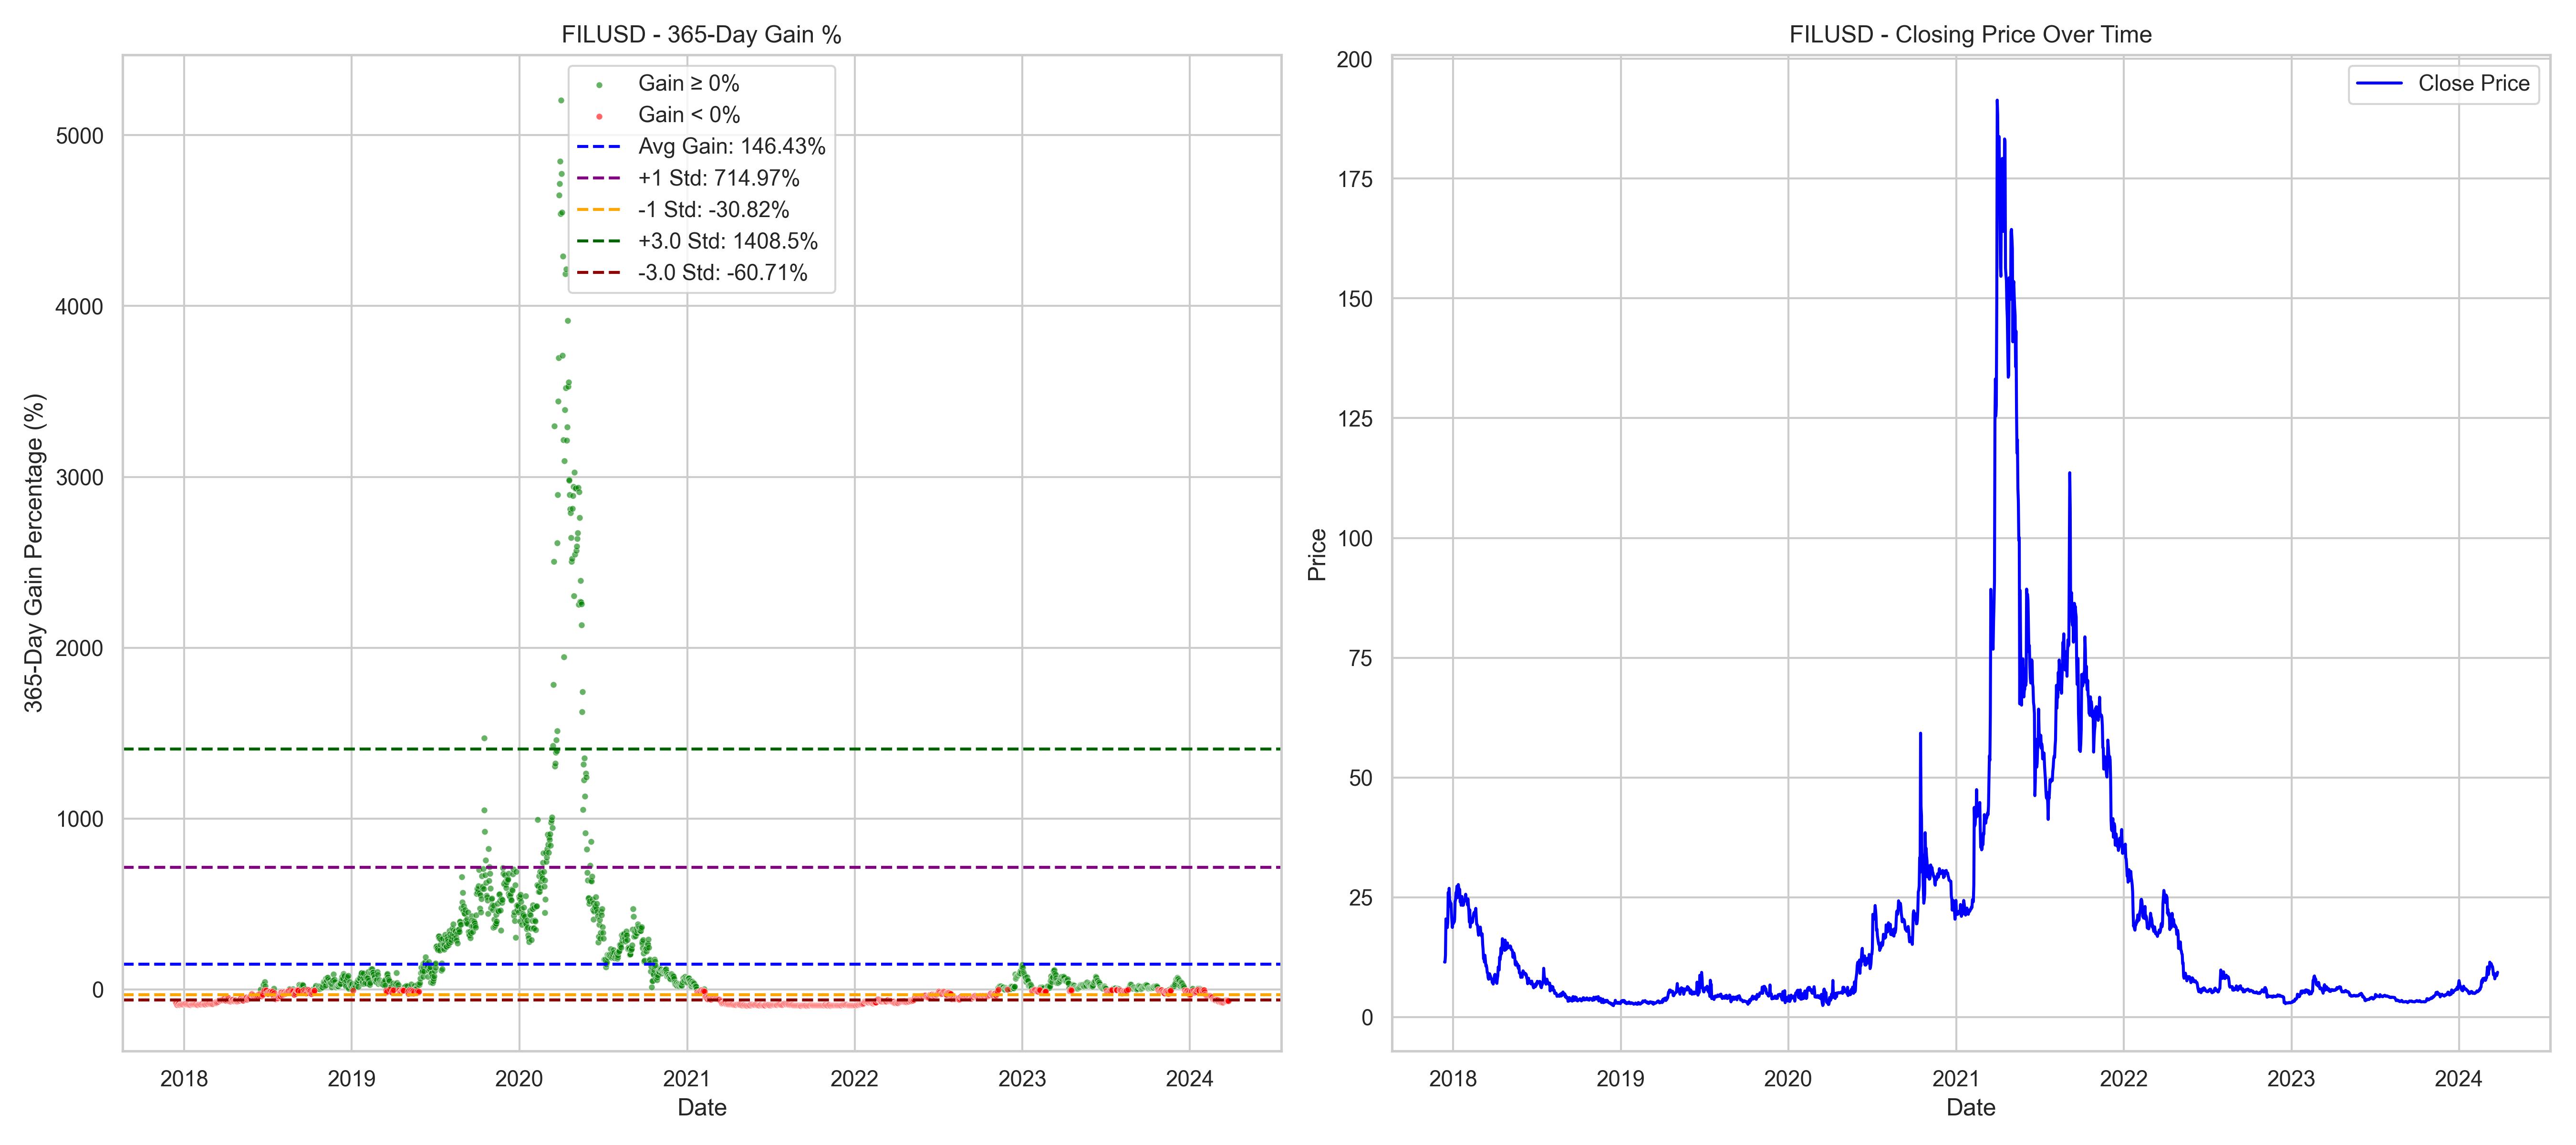 FILUSD - 365-Day Gain %
Gain ≥ 0%
Gain < 0%
Avg Gain: 146.43%
+1 Std: 714.97%
-1 Std: -30.82%
+3.0 Std: 1408.5%
-3.0 Std: -60.71%
365-Day Gain Percentage (%)
5000
4000
3000
2000
1000
0
2018 2019 2020 2021 2022 2023 2024
Date
FILUSD - Closing Price Over Time
Close Price
Price
200
175
150
125
100
75
50
25
0
2018 2019 2020 2021 2022 2023 2024
Date